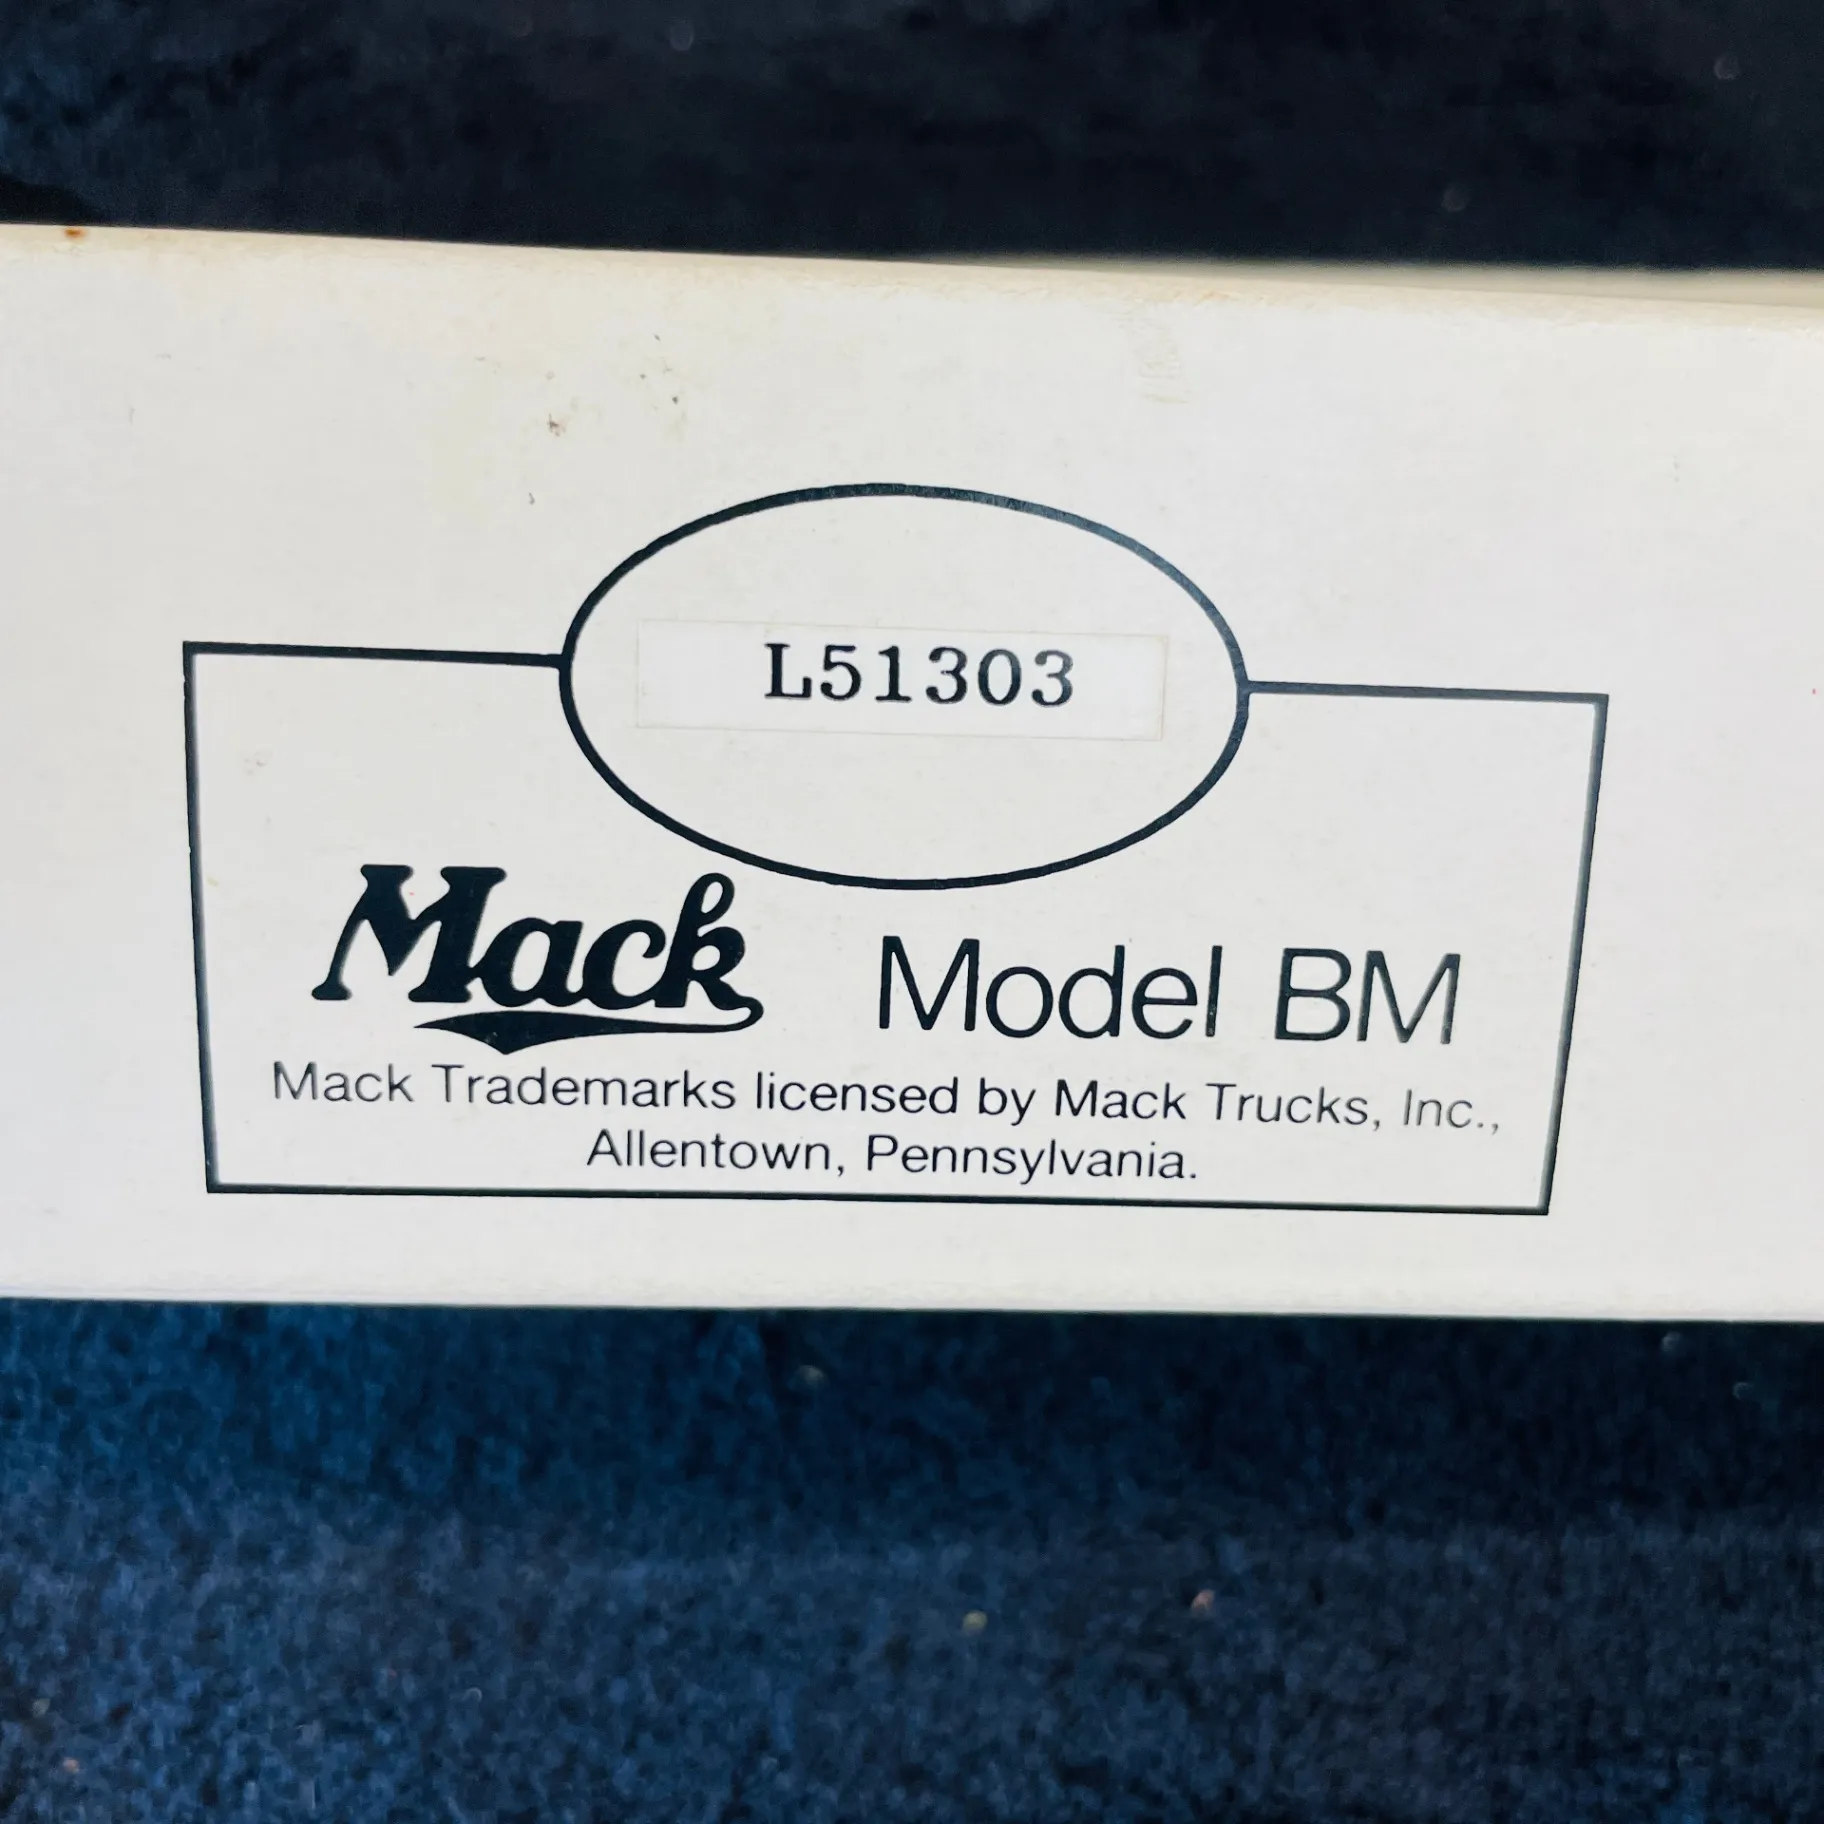 L51303
Mack Model BM
Mack Trademarks licensed by Mack Trucks, Inc.,
Allentown, Pennsylvania.